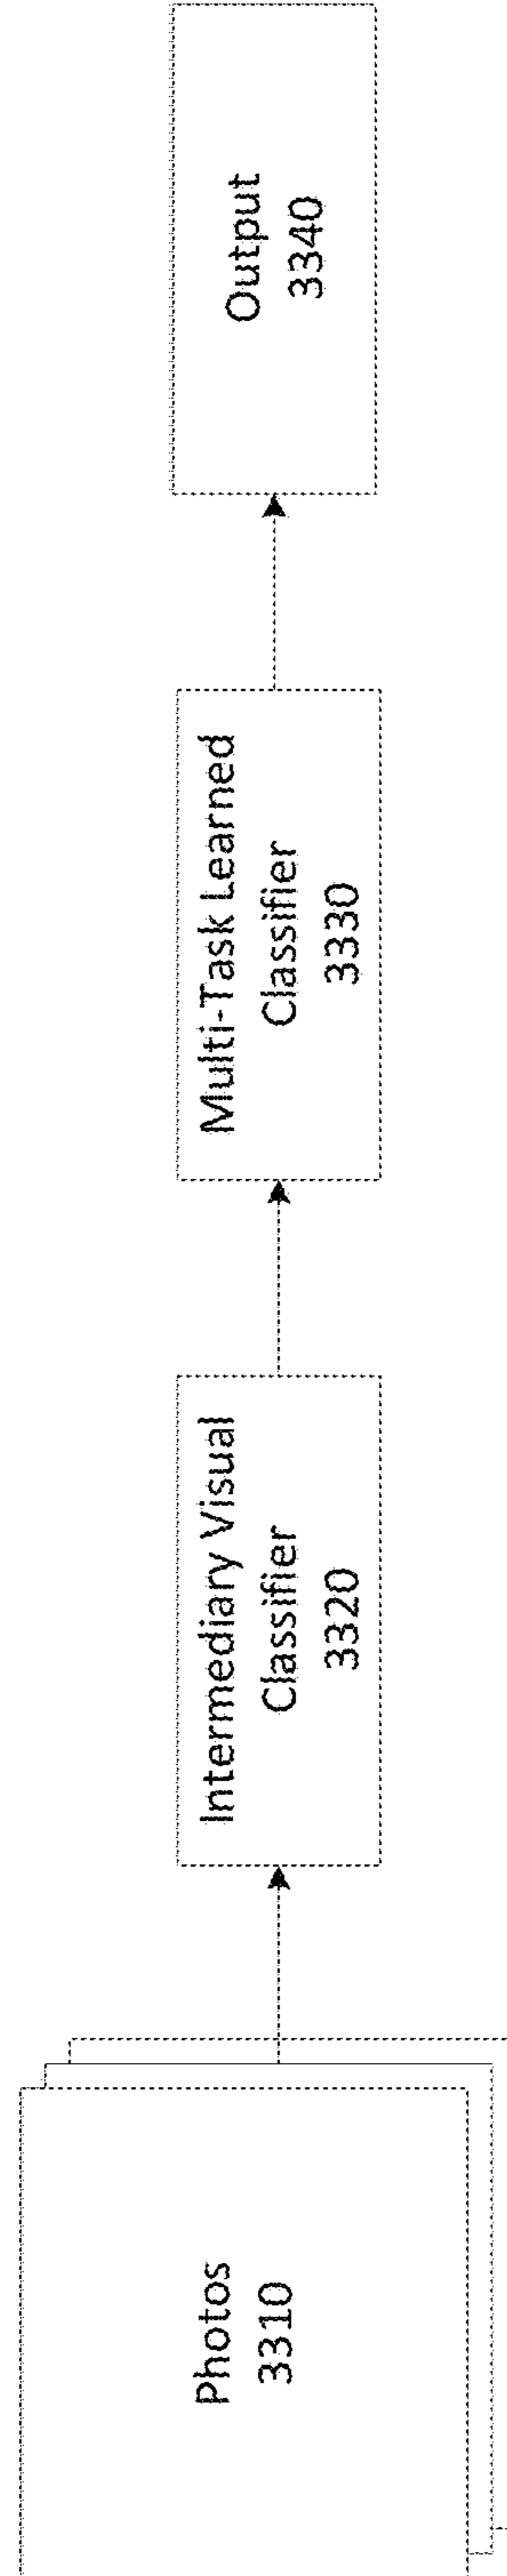 Photos
3310
Intermediary Visual
Classifier
3320
Multi-Task Learned
Classifier
3330
Output
3340